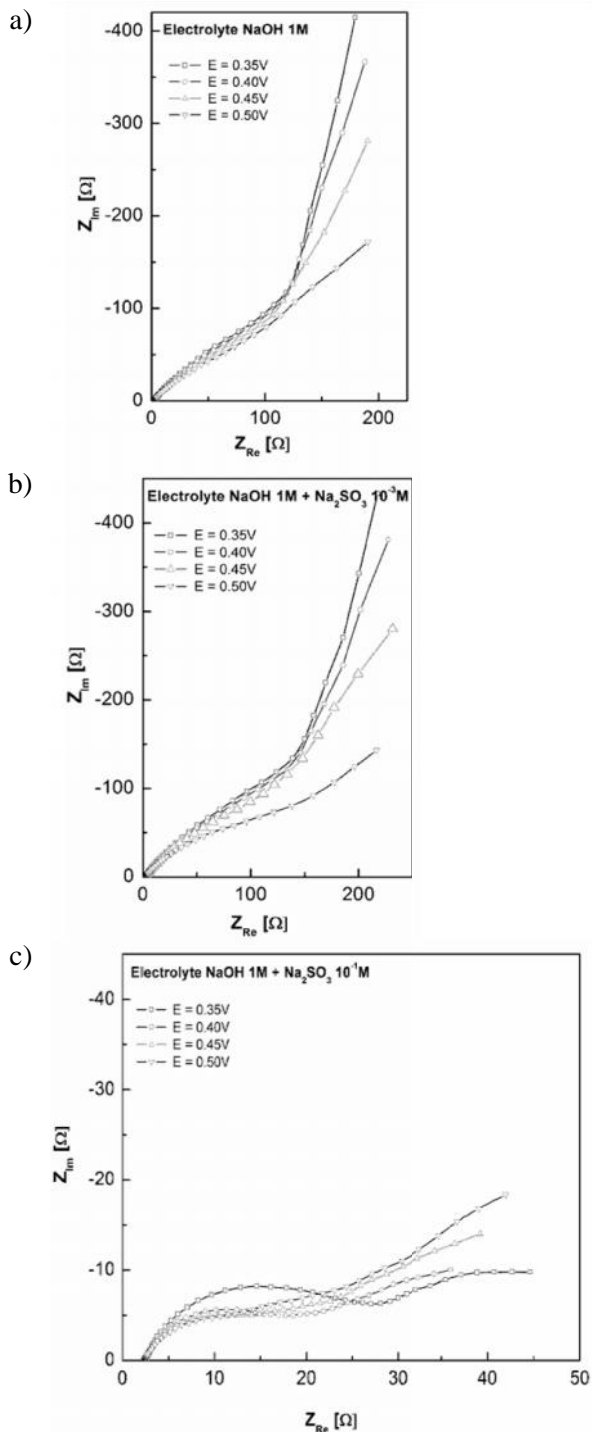 a)
Electrolyte NaOH 1M
E = 0.35V
E = 0.40V
E = 0.45V
E = 0.50V
-400
-300
-200
-100
0
Z_Im [Ω]
0 100 200
Z_Re [Ω]
b)
Electrolyte NaOH 1M + Na₂SO₃ 10⁻³M
E = 0.35V
E = 0.40V
E = 0.45V
E = 0.50V
-400
-300
-200
-100
0
Z_Im [Ω]
0 100 200
Z_Re [Ω]
c)
Electrolyte NaOH 1M + Na₂SO₃ 10⁻¹M
E = 0.35V
E = 0.40V
E = 0.45V
E = 0.50V
-40
-30
-20
-10
0
Z_Im [Ω]
0 10 20 30 40 50
Z_Re [Ω]